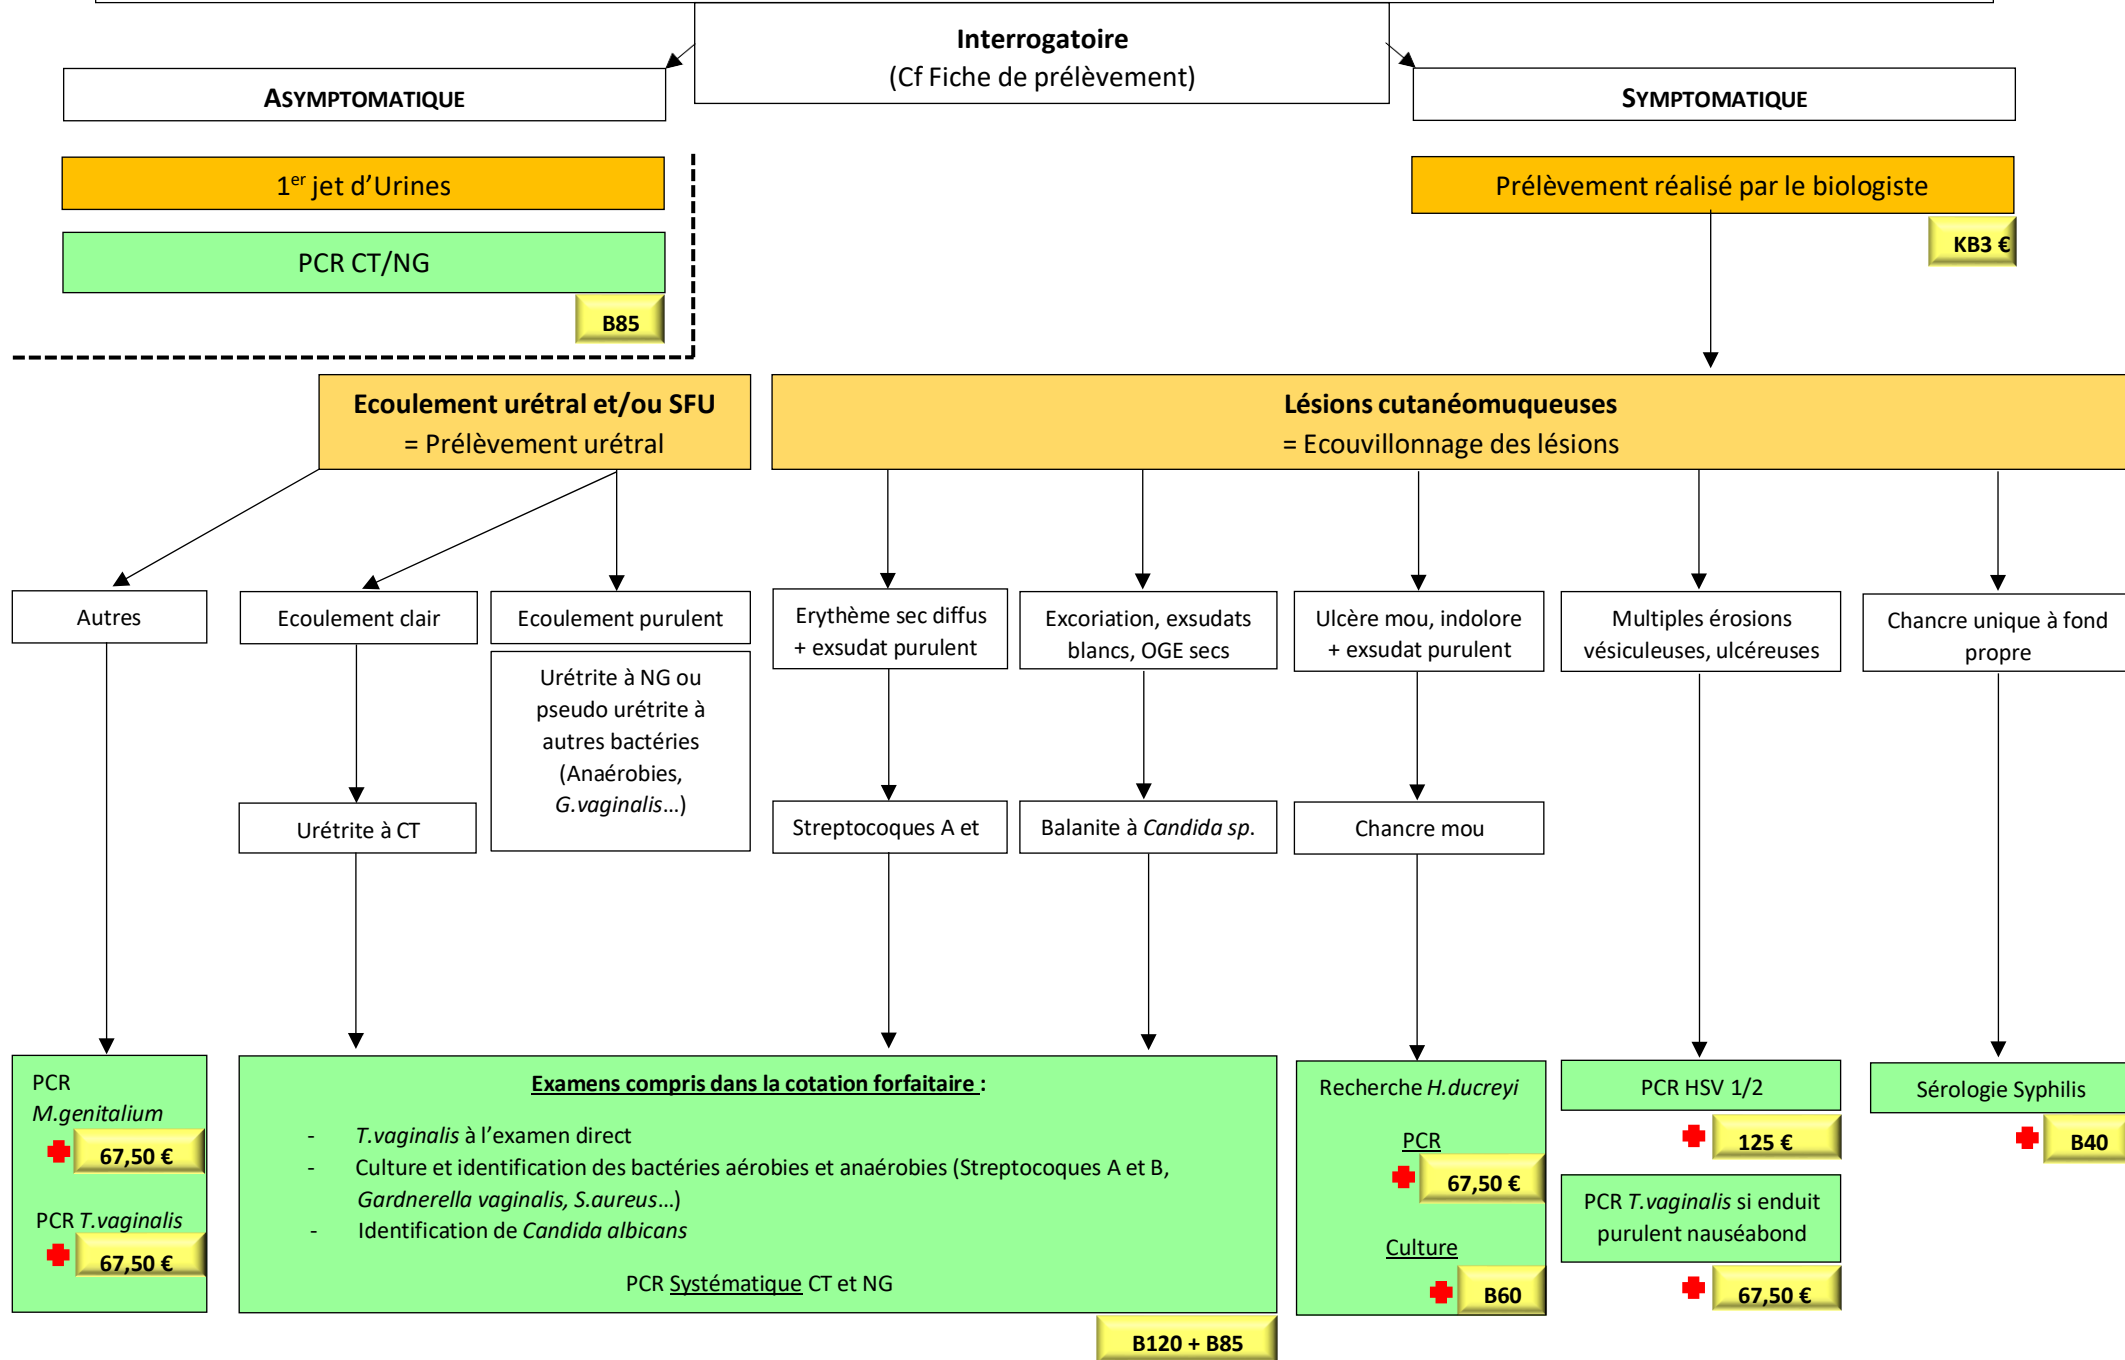 Interrogatoire
(Cf Fiche de prélèvement)
ASYMPTOMATIQUE
SYMPTOMATIQUE
1er jet d’Urines
Prélèvement réalisé par le biologiste
KB3 €
PCR CT/NG
B85
Ecoulement urétral et/ou SFU
= Prélèvement urétral
Lésions cutanéomuqueuses
= Ecouvillonnage des lésions
Autres
Ecoulement clair
Ecoulement purulent
Erythème sec diffus
+ exsudat purulent
Excoriation, exsudats
blancs, OGE secs
Ulcère mou, indolore
+ exsudat purulent
Multiples érosions
vésiculeuses, ulcéreuses
Chancre unique à fond
propre
Urétrite à NG ou
pseudo urétrite à
autres bactéries
(Anaérobies,
G.vaginalis…)
Urétrite à CT
Streptocoques A et
Balanite à Candida sp.
Chancre mou
PCR
M.genitalium
67,50 €
PCR T.vaginalis
67,50 €
Examens compris dans la cotation forfaitaire :
- T.vaginalis à l’examen direct
- Culture et identification des bactéries aérobies et anaérobies (Streptocoques A et B,
Gardnerella vaginalis, S.aureus…)
- Identification de Candida albicans
PCR Systématique CT et NG
B120 + B85
Recherche H.ducreyi
PCR
67,50 €
Culture
B60
PCR HSV 1/2
125 €
PCR T.vaginalis si enduit
purulent nauséabond
67,50 €
Sérologie Syphilis
B40